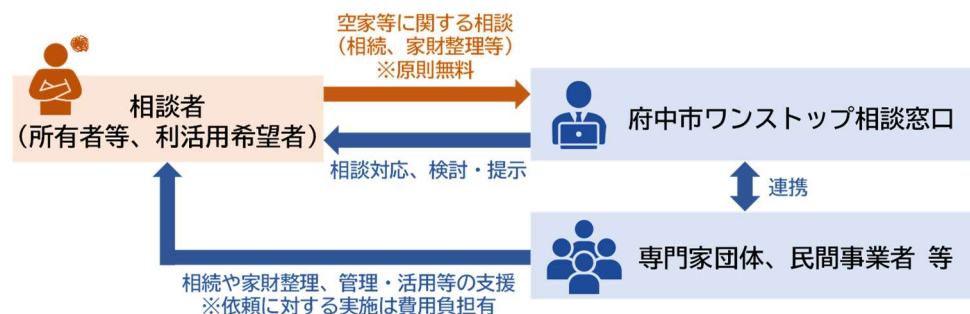 空家等に関する相談
（相続、家財整理等）
※原則無料
相談者
（所有者等、利活用希望者）
府中市ワンストップ相談窓口
相談対応、検討・提示
連携
専門家団体、民間事業者 等
相続や家財整理、管理・活用等の支援
※依頼に対する実施は費用負担有